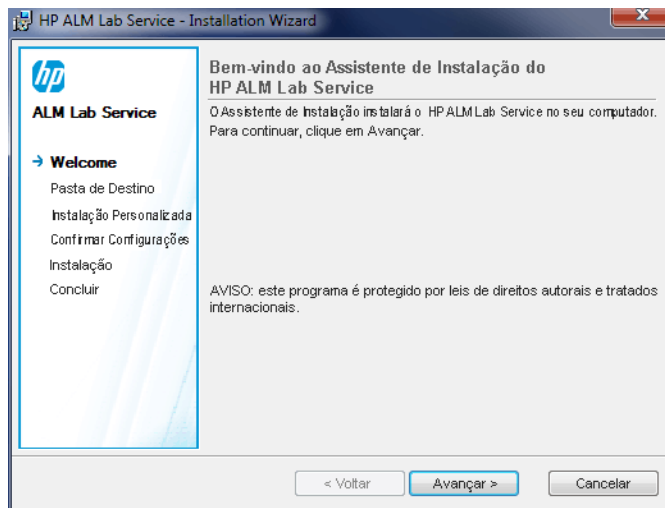 HP ALM Lab Service - Installation Wizard
hp
ALM Lab Service
Welcome
Pasta de Destino
Instalação Personalizada
Confirmar Configurações
Instalação
Concluir
Bem-vindo ao Assistente de Instalação do
HP ALM Lab Service
O Assistente de Instalação instalará o HP ALM Lab Service no seu computador.
Para continuar, clique em Avançar.
AVISO: este programa é protegido por leis de direitos autorais e tratados
internacionais.
< Voltar
Avançar >
Cancelar